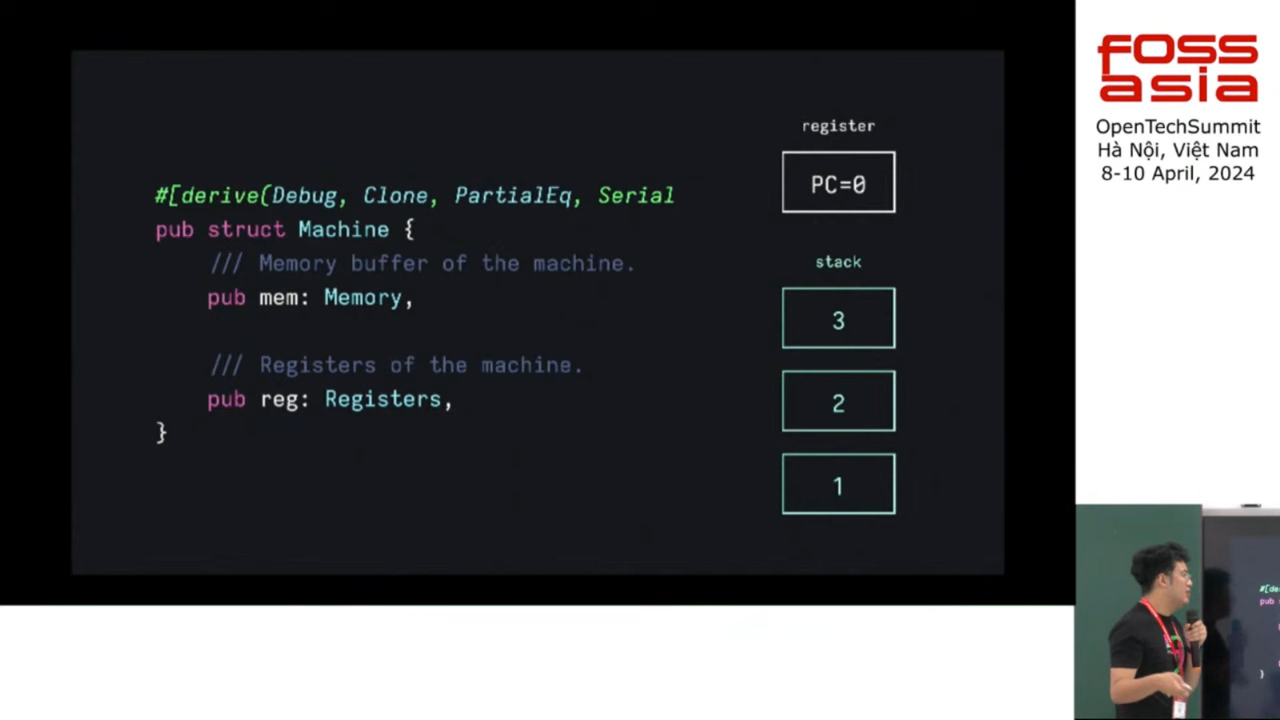 #[derive(Debug, Clone, PartialEq, Serial
pub struct Machine {
/// Memory buffer of the machine.
pub mem: Memory,
/// Registers of the machine.
pub reg: Registers,
}
register
PC=0
stack
3
2
1
FOSS
asia
OpenTechSummit
Hà Nội, Việt Nam
8-10 April, 2024
#[de
pub
}